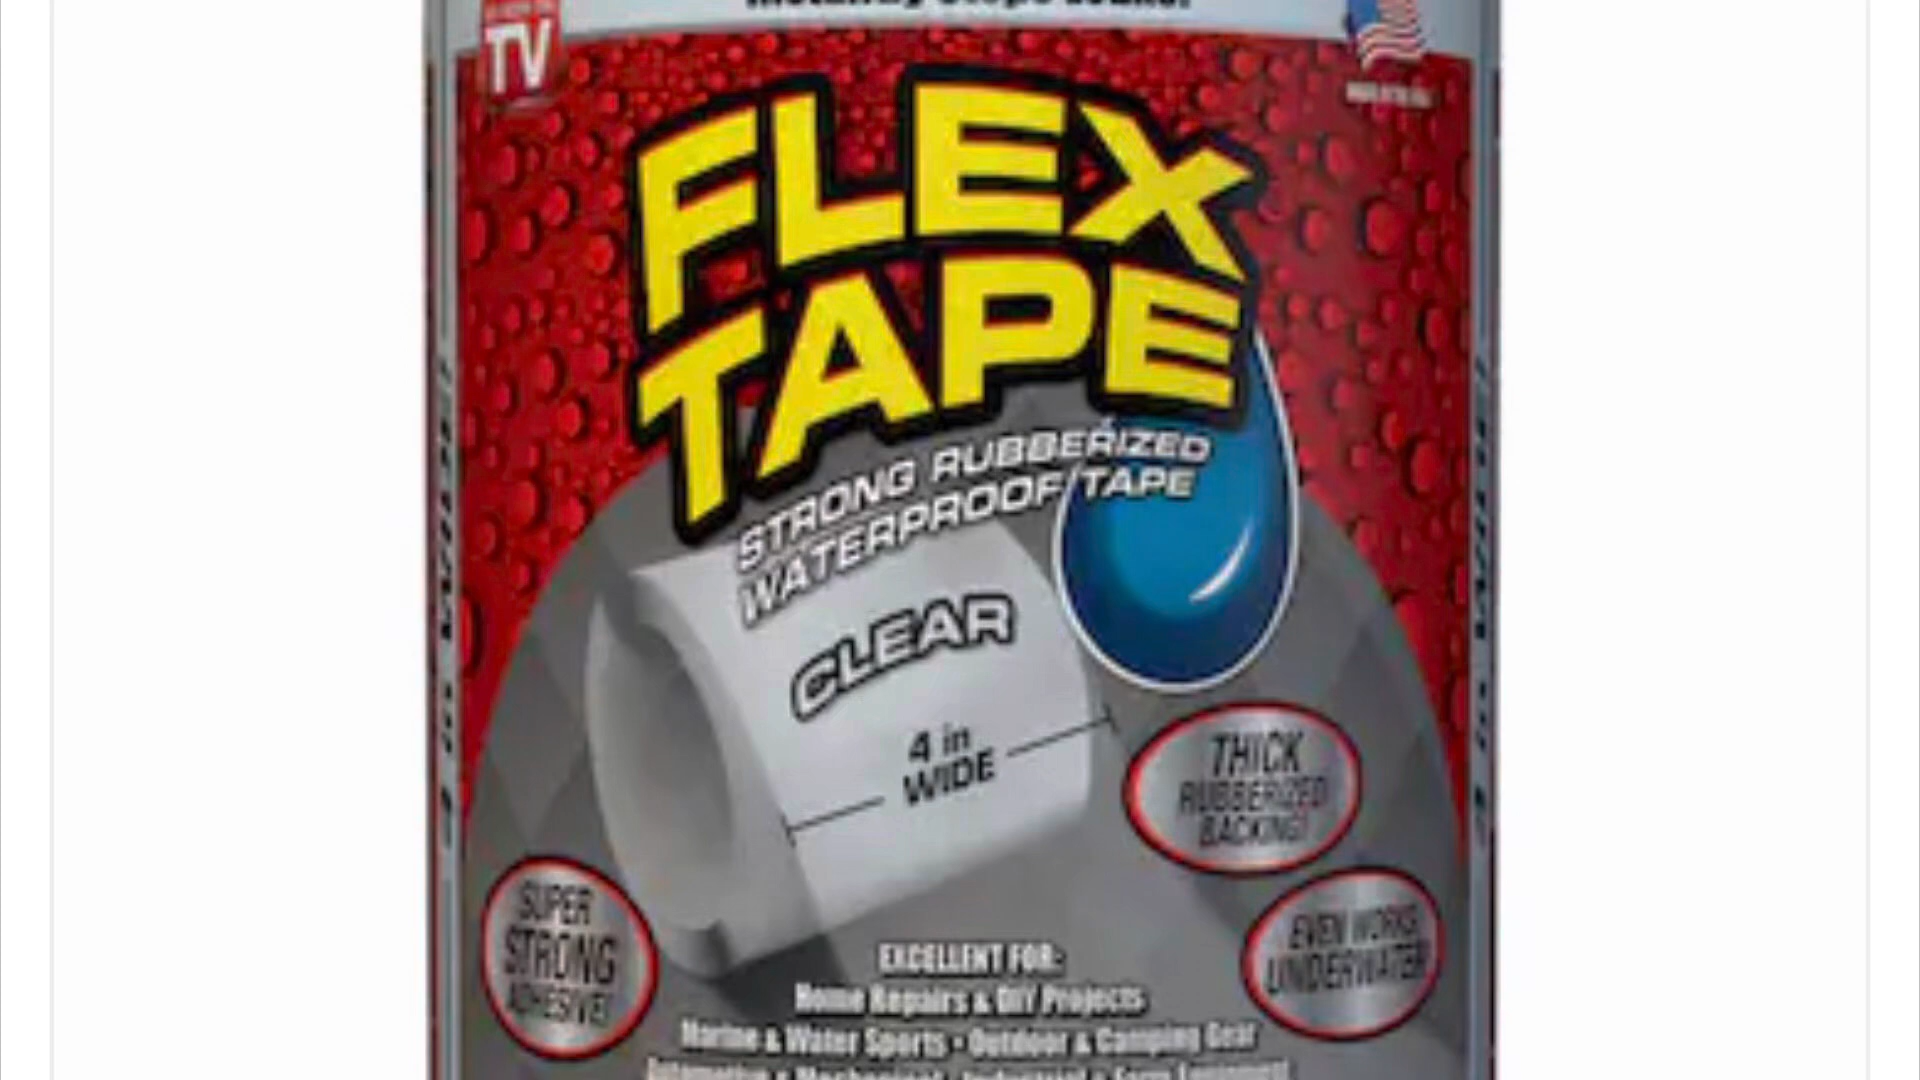 TV
FLEX
TAPE
STRONG RUBBERIZED
WATERPROOF TAPE
CLEAR
4 in
WIDE
THICK
RUBBERIZED
BACKING!
SUPER
STRONG
ADHESIVE!
EVEN WORKS
UNDERWATER
EXCELLENT FOR:
Home Repairs & DIY Projects
Marine & Water Sports • Outdoor & Camping Gear